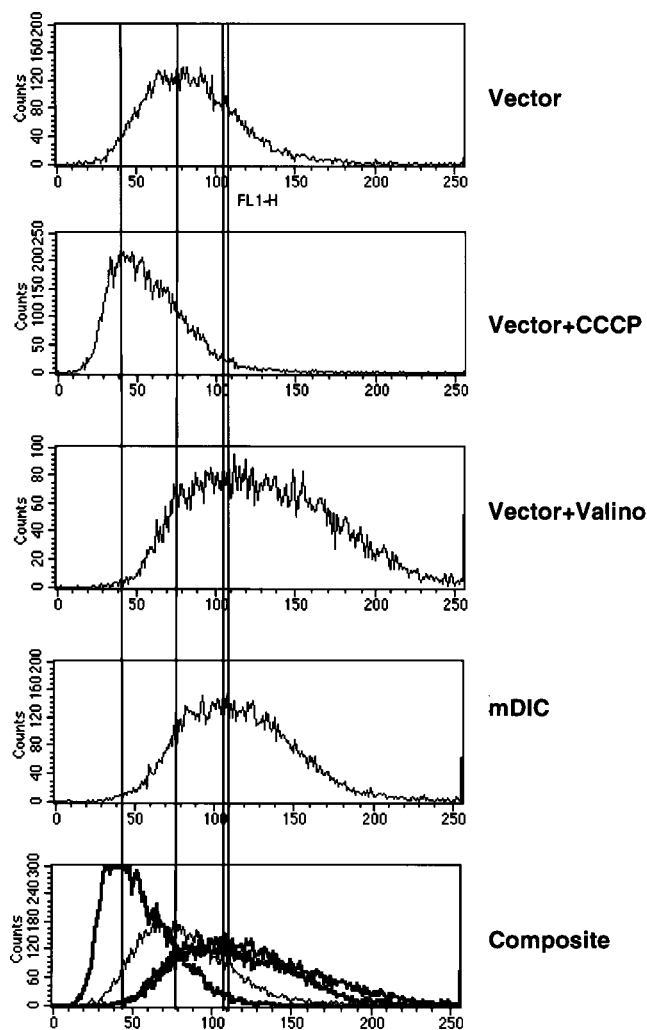 Counts
0 40 80 120 160 200
Vector
0 50 100 150 200 250
FL1-H
Counts
0 50 100 150 200 250
Vector+CCCP
0 50 100 150 200 250
Counts
0 20 40 60 80 100
Vector+Valino
0 50 100 150 200 250
Counts
0 40 80 120 160 200
mDIC
0 50 100 150 200 250
Counts
0 60 120 180 240 300
Composite
0 50 100 150 200 250